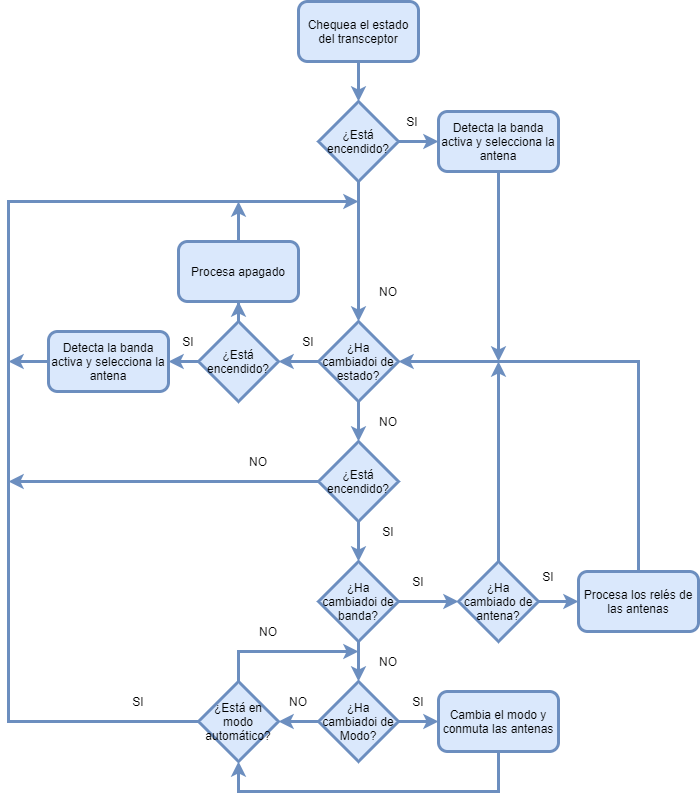 Chequea el estado
del transceptor
¿Está
encendido?
SI
Detecta la banda
activa y selecciona la
antena
Procesa apagado
NO
Detecta la banda
activa y selecciona la
antena
SI
¿Está
encendido?
SI
¿Ha
cambiadoi de
estado?
NO
NO
¿Está
encendido?
SI
¿Ha
cambiadoi de
banda?
SI
¿Ha
cambiado de
antena?
SI
Procesa los relés de
las antenas
NO
NO
SI
¿Está en
modo
automático?
NO
¿Ha
cambiadoi de
Modo?
SI
Cambia el modo y
conmuta las antenas